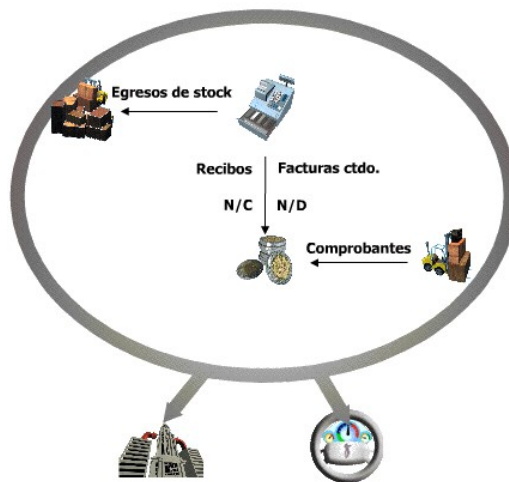 Egresos de stock
Recibos Facturas ctdo.
N/C N/D
Comprobantes